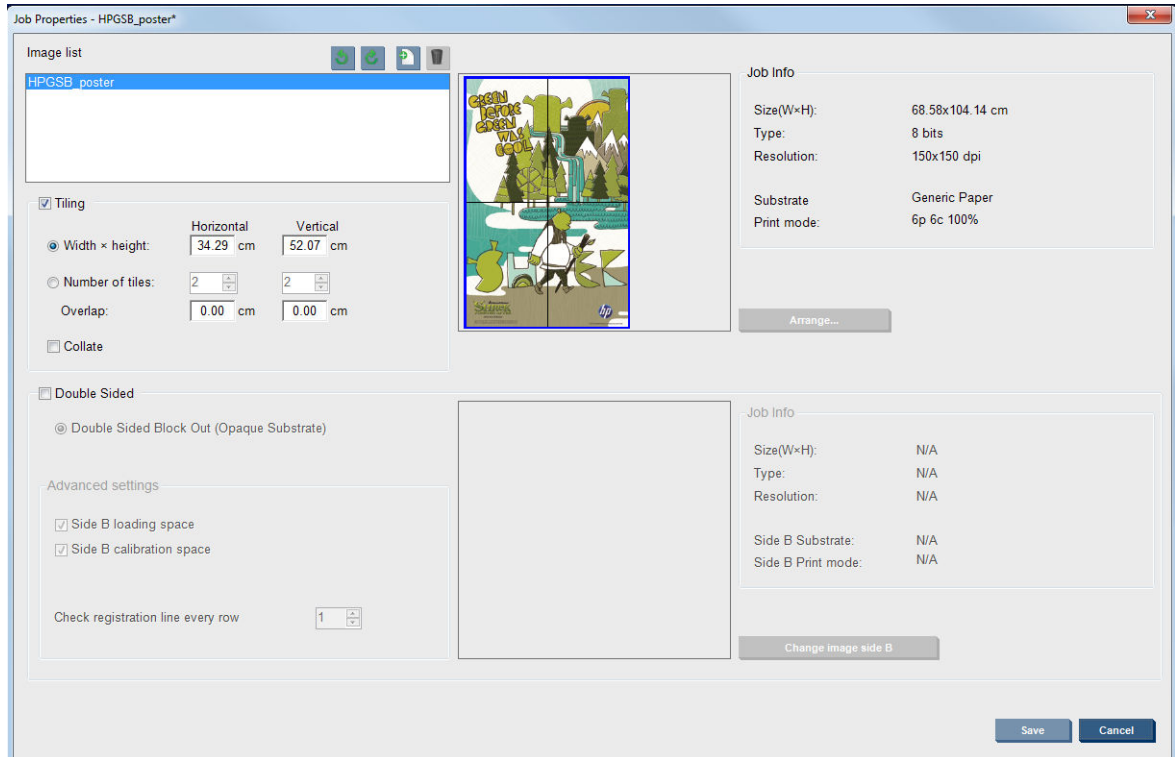 Job Properties - HPGSB_poster*
Image list
HPGSB_poster
GREEN
BEFORE
GREEN
WAS
COOL
SHREK
hp
Job Info
Size(W×H): 68.58x104.14 cm
Type: 8 bits
Resolution: 150x150 dpi
Substrate Generic Paper
Print mode: 6p 6c 100%
Arrange...
Tiling
Horizontal Vertical
Width × height: 34.29 cm 52.07 cm
Number of tiles: 2 2
Overlap: 0.00 cm 0.00 cm
Collate
Double Sided
Double Sided Block Out (Opaque Substrate)
Advanced settings
Side B loading space
Side B calibration space
Check registration line every row 1
Job Info
Size(W×H): N/A
Type: N/A
Resolution: N/A
Side B Substrate: N/A
Side B Print mode: N/A
Change image side B
Save Cancel